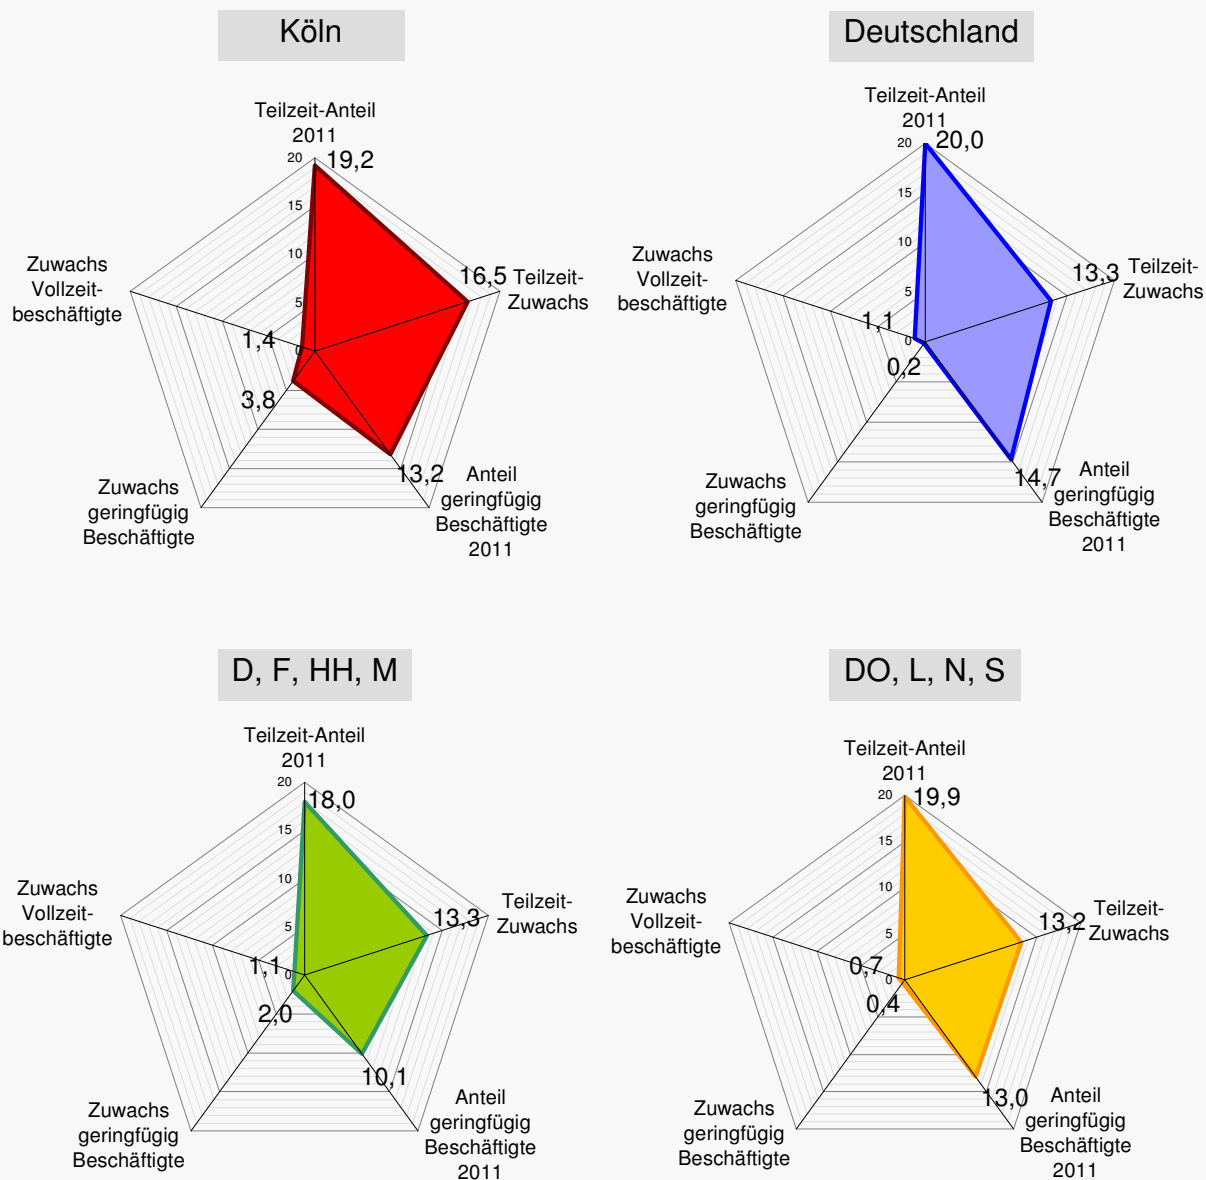 Köln
Teilzeit-Anteil
2011
20
19,2
15
10
5
0
16,5
Teilzeit-
Zuwachs
Zuwachs
Vollzeit-
beschäftigte
1,4
3,8
13,2
Anteil
geringfügig
Beschäftigte
2011
Zuwachs
geringfügig
Beschäftigte
Deutschland
Teilzeit-Anteil
2011
20
20,0
15
10
5
0
13,3
Teilzeit-
Zuwachs
Zuwachs
Vollzeit-
beschäftigte
1,1
0,2
14,7
Anteil
geringfügig
Beschäftigte
2011
Zuwachs
geringfügig
Beschäftigte
D, F, HH, M
Teilzeit-Anteil
2011
20
18,0
15
10
5
0
13,3
Teilzeit-
Zuwachs
Zuwachs
Vollzeit-
beschäftigte
1,1
2,0
10,1
Anteil
geringfügig
Beschäftigte
2011
Zuwachs
geringfügig
Beschäftigte
DO, L, N, S
Teilzeit-Anteil
2011
20
19,9
15
10
5
0
13,2
Teilzeit-
Zuwachs
Zuwachs
Vollzeit-
beschäftigte
0,7
0,4
13,0
Anteil
geringfügig
Beschäftigte
2011
Zuwachs
geringfügig
Beschäftigte